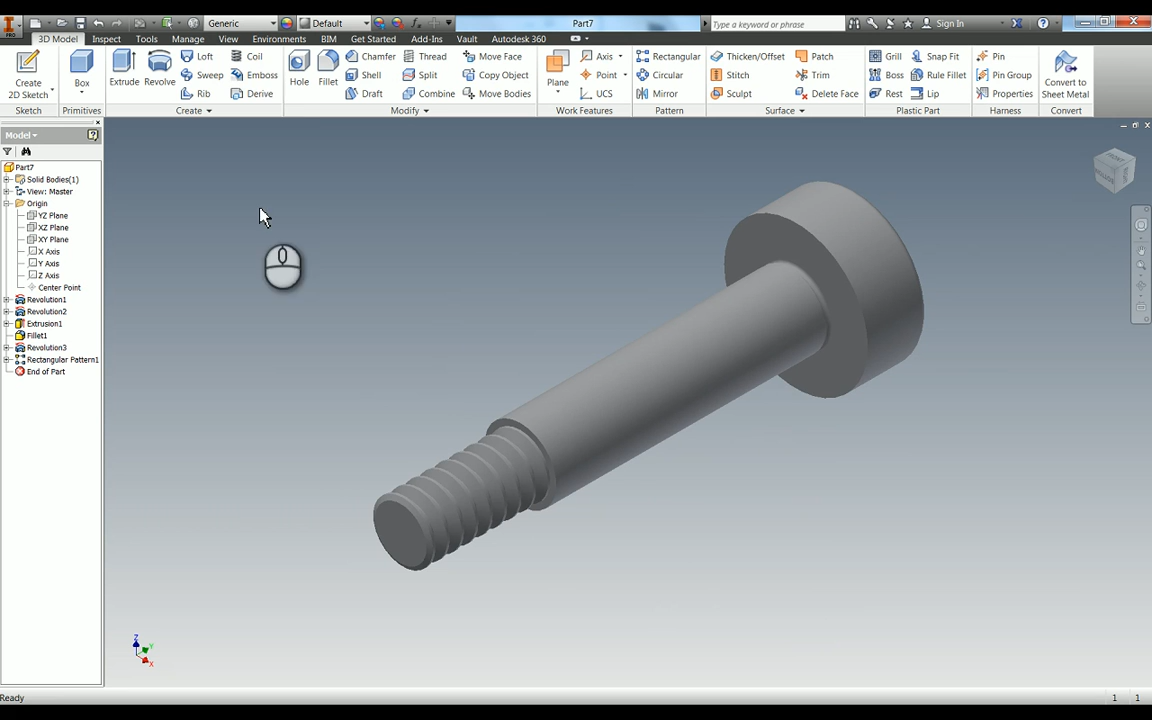 PRO Generic Default Part7 Type a keyword or phrase Sign In
3D Model Inspect Tools Manage View Environments BIM Get Started Add-Ins Vault Autodesk 360
Create
2D Sketch
Box
Extrude
Revolve
Loft Coil
Sweep Emboss
Rib Derive
Hole
Fillet
Chamfer Thread Move Face
Shell Split Copy Object
Draft Combine Move Bodies
Plane
Axis
Point
UCS
Rectangular
Circular
Mirror
Thicken/Offset Patch
Stitch Trim
Sculpt Delete Face
Grill Snap Fit
Boss Rule Fillet
Rest Lip
Pin
Pin Group
Properties
Convert to
Sheet Metal
Sketch Primitives Create Modify Work Features Pattern Surface Plastic Part Harness Convert
Model
Part7
Solid Bodies(1)
View: Master
Origin
YZ Plane
XZ Plane
XY Plane
X Axis
Y Axis
Z Axis
Center Point
Revolution1
Revolution2
Extrusion1
Fillet1
Revolution3
Rectangular Pattern1
End of Part
FRONT
Z
Y
X
Ready 1 1